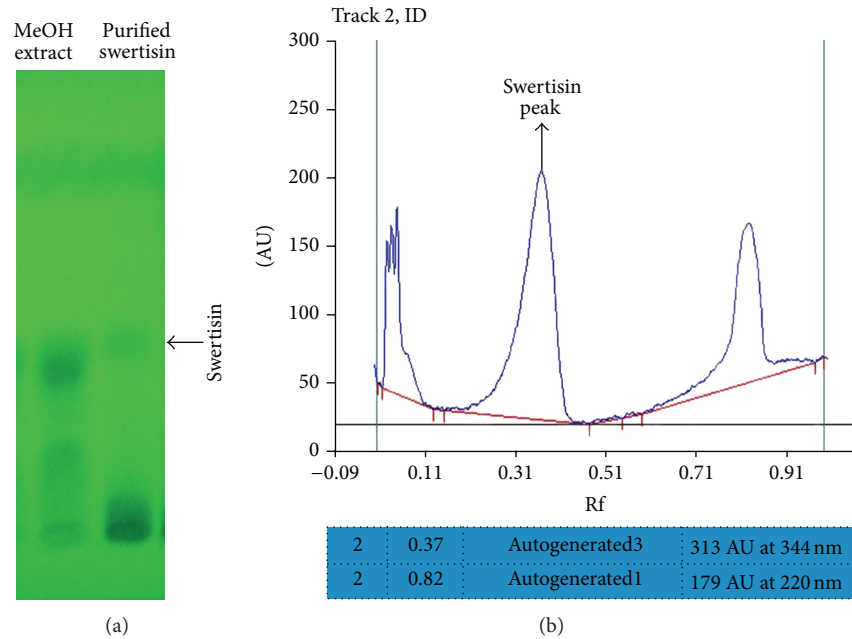 MeOH extract
Purified swertisin
Swertisin
(a)
Track 2, ID
300
250
200
150
100
50
0
(AU)
Swertisin peak
−0.09 0.11 0.31 0.51 0.71 0.91
Rf
2 0.37 Autogenerated3 313 AU at 344 nm
2 0.82 Autogenerated1 179 AU at 220 nm
(b)